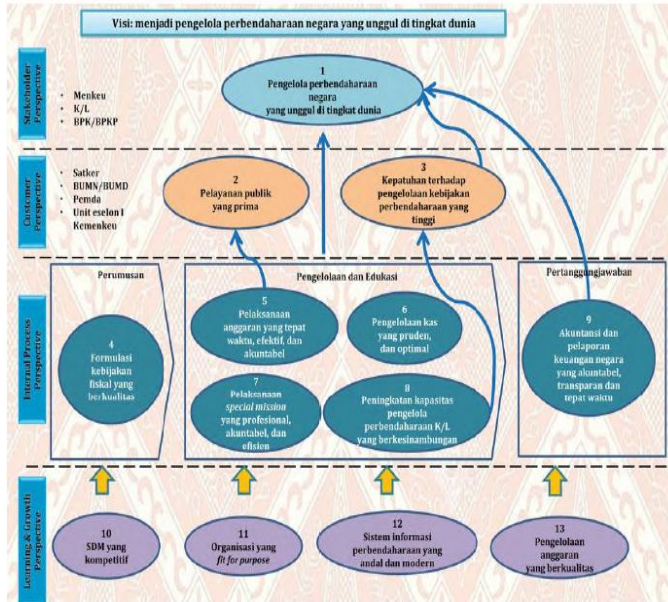 Visi: menjadi pengelola perbendaharaan negara yang unggul di tingkat dunia
Stakeholder
Perspective
• Menkeu
• K/L
• BPK/BPKP
1
Pengelola perbendaharaan
negara
yang unggul di tingkat dunia
Customer
Perspective
• Satker
• BUMN/BUMD
• Pemda
• Unit eselon I
Kemenkeu
2
Pelayanan publik
yang prima
3
Kepatuhan terhadap
pengelolaan kebijakan
perbendaharaan yang
tinggi
Internal Process
Perspective
Perumusan
4
Formulasi
kebijakan
fiskal yang
berkualitas
Pengelolaan dan Edukasi
5
Pelaksanaan
anggaran yang tepat
waktu, efektif, dan
akuntabel
6
Pengelolaan kas
yang pruden,
dan optimal
7
Pelaksanaan
special mission
yang profesional,
akuntabel, dan
efisien
8
Peningkatan kapasitas
pengelola
perbendaharaan K/L
yang berkesinambungan
Pertanggungjawaban
9
Akuntansi dan
pelaporan
keuangan negara
yang akuntabel,
transparan dan
tepat waktu
Learning & Growth
Perspective
10
SDM yang
kompetitif
11
Organisasi yang
fit for purpose
12
Sistem informasi
perbendaharaan yang
andal dan modern
13
Pengelolaan
anggaran
yang berkualitas